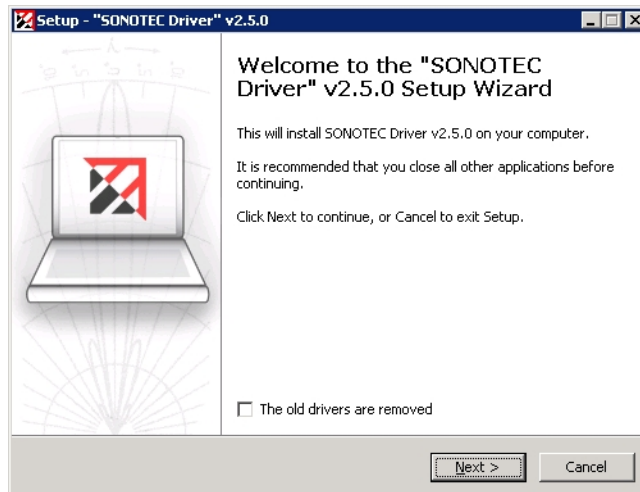 Setup - "SONOTEC Driver" v2.5.0
Welcome to the "SONOTEC
Driver" v2.5.0 Setup Wizard
This will install SONOTEC Driver v2.5.0 on your computer.
It is recommended that you close all other applications before
continuing.
Click Next to continue, or Cancel to exit Setup.
The old drivers are removed
Next >
Cancel